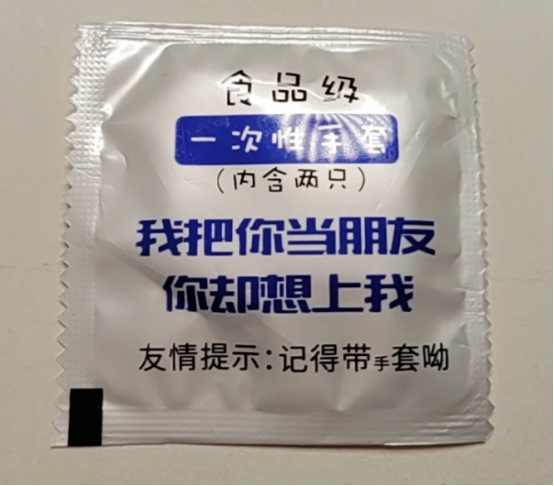 食品级
一次性手套
(内含两只)
我把你当朋友
你却想上我
友情提示:记得带手套呦